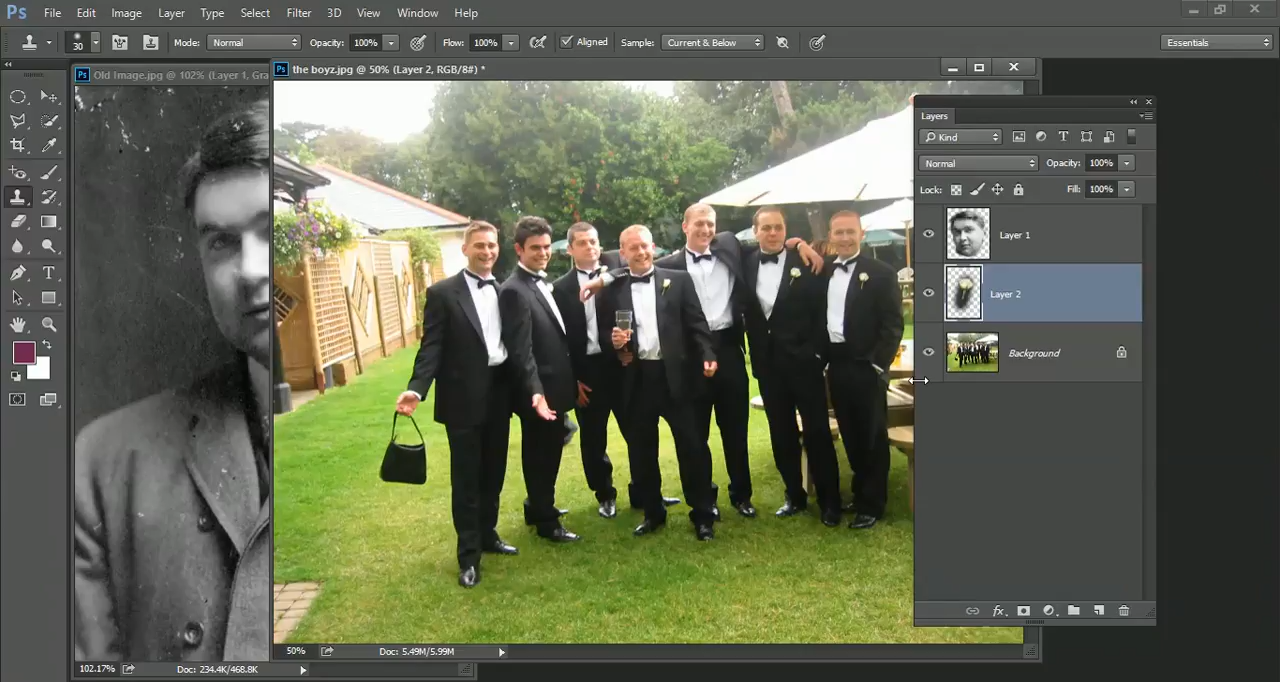 Ps File Edit Image Layer Type Select Filter 3D View Window Help
30 Mode: Normal Opacity: 100% Flow: 100% Aligned Sample: Current & Below Essentials
Ps Old Image.jpg @ 102% (Layer 1, Gra
Ps the boyz.jpg @ 50% (Layer 2, RGB/8#) *
Layers
Kind
Normal Opacity: 100%
Lock: Fill: 100%
Layer 1
Layer 2
Background
T
fx
50% Doc: 5.49M/5.99M
102.17% Doc: 234.4K/468.8K